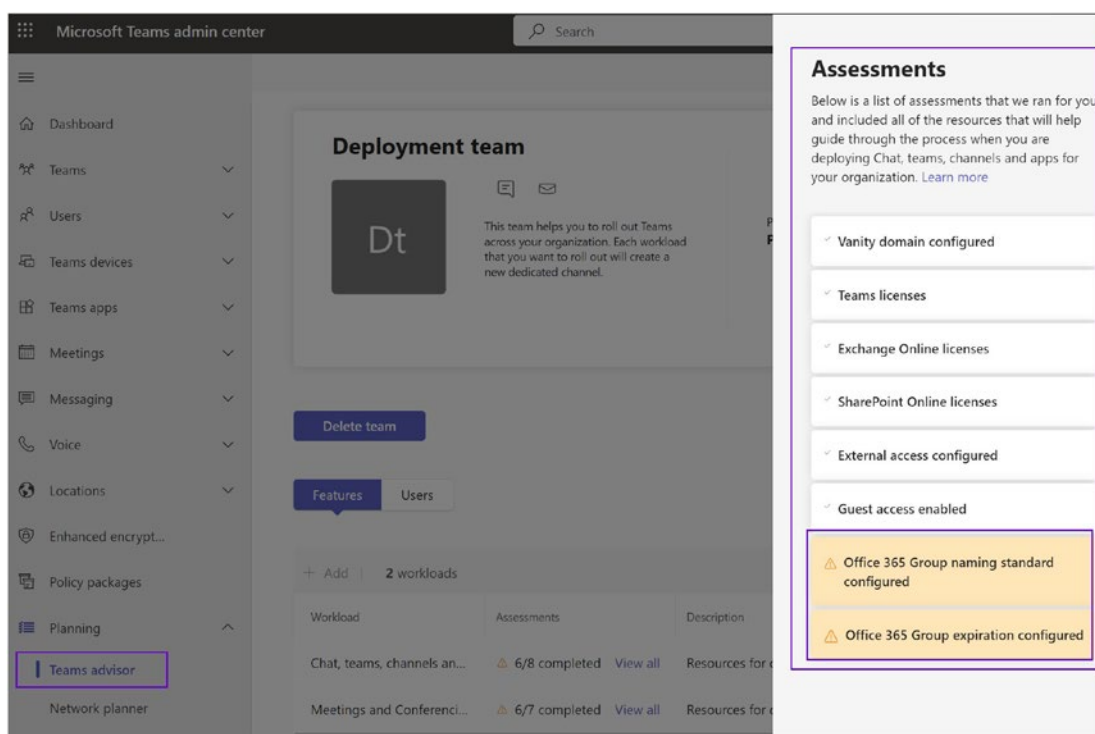 Microsoft Teams admin center
Search
Dashboard
Teams
Users
Teams devices
Teams apps
Meetings
Messaging
Voice
Locations
Enhanced encrypt...
Policy packages
Planning
Teams advisor
Network planner
Deployment team
Dt
This team helps you to roll out Teams
across your organization. Each workload
that you want to roll out will create a
new dedicated channel.
Delete team
Features Users
+ Add | 2 workloads
Workload Assessments Description
Chat, teams, channels an... 6/8 completed View all Resources for
Meetings and Conferenci... 6/7 completed View all Resources for
Assessments
Below is a list of assessments that we ran for you
and included all of the resources that will help
guide through the process when you are
deploying Chat, teams, channels and apps for
your organization. Learn more
Vanity domain configured
Teams licenses
Exchange Online licenses
SharePoint Online licenses
External access configured
Guest access enabled
Office 365 Group naming standard
configured
Office 365 Group expiration configured